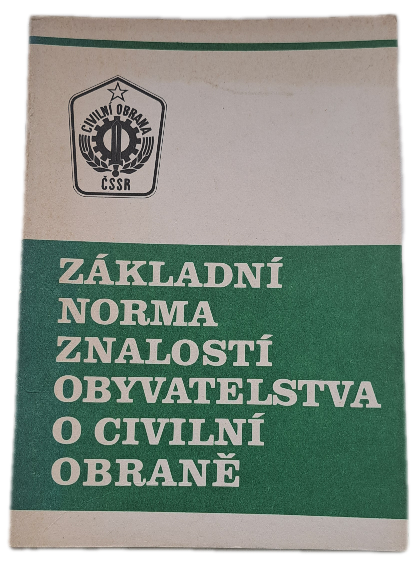 CIVILNÍ OBRANA
ČSSR
ZÁKLADNÍ
NORMA
ZNALOSTÍ
OBYVATELSTVA
O CIVILNÍ
OBRANĚ